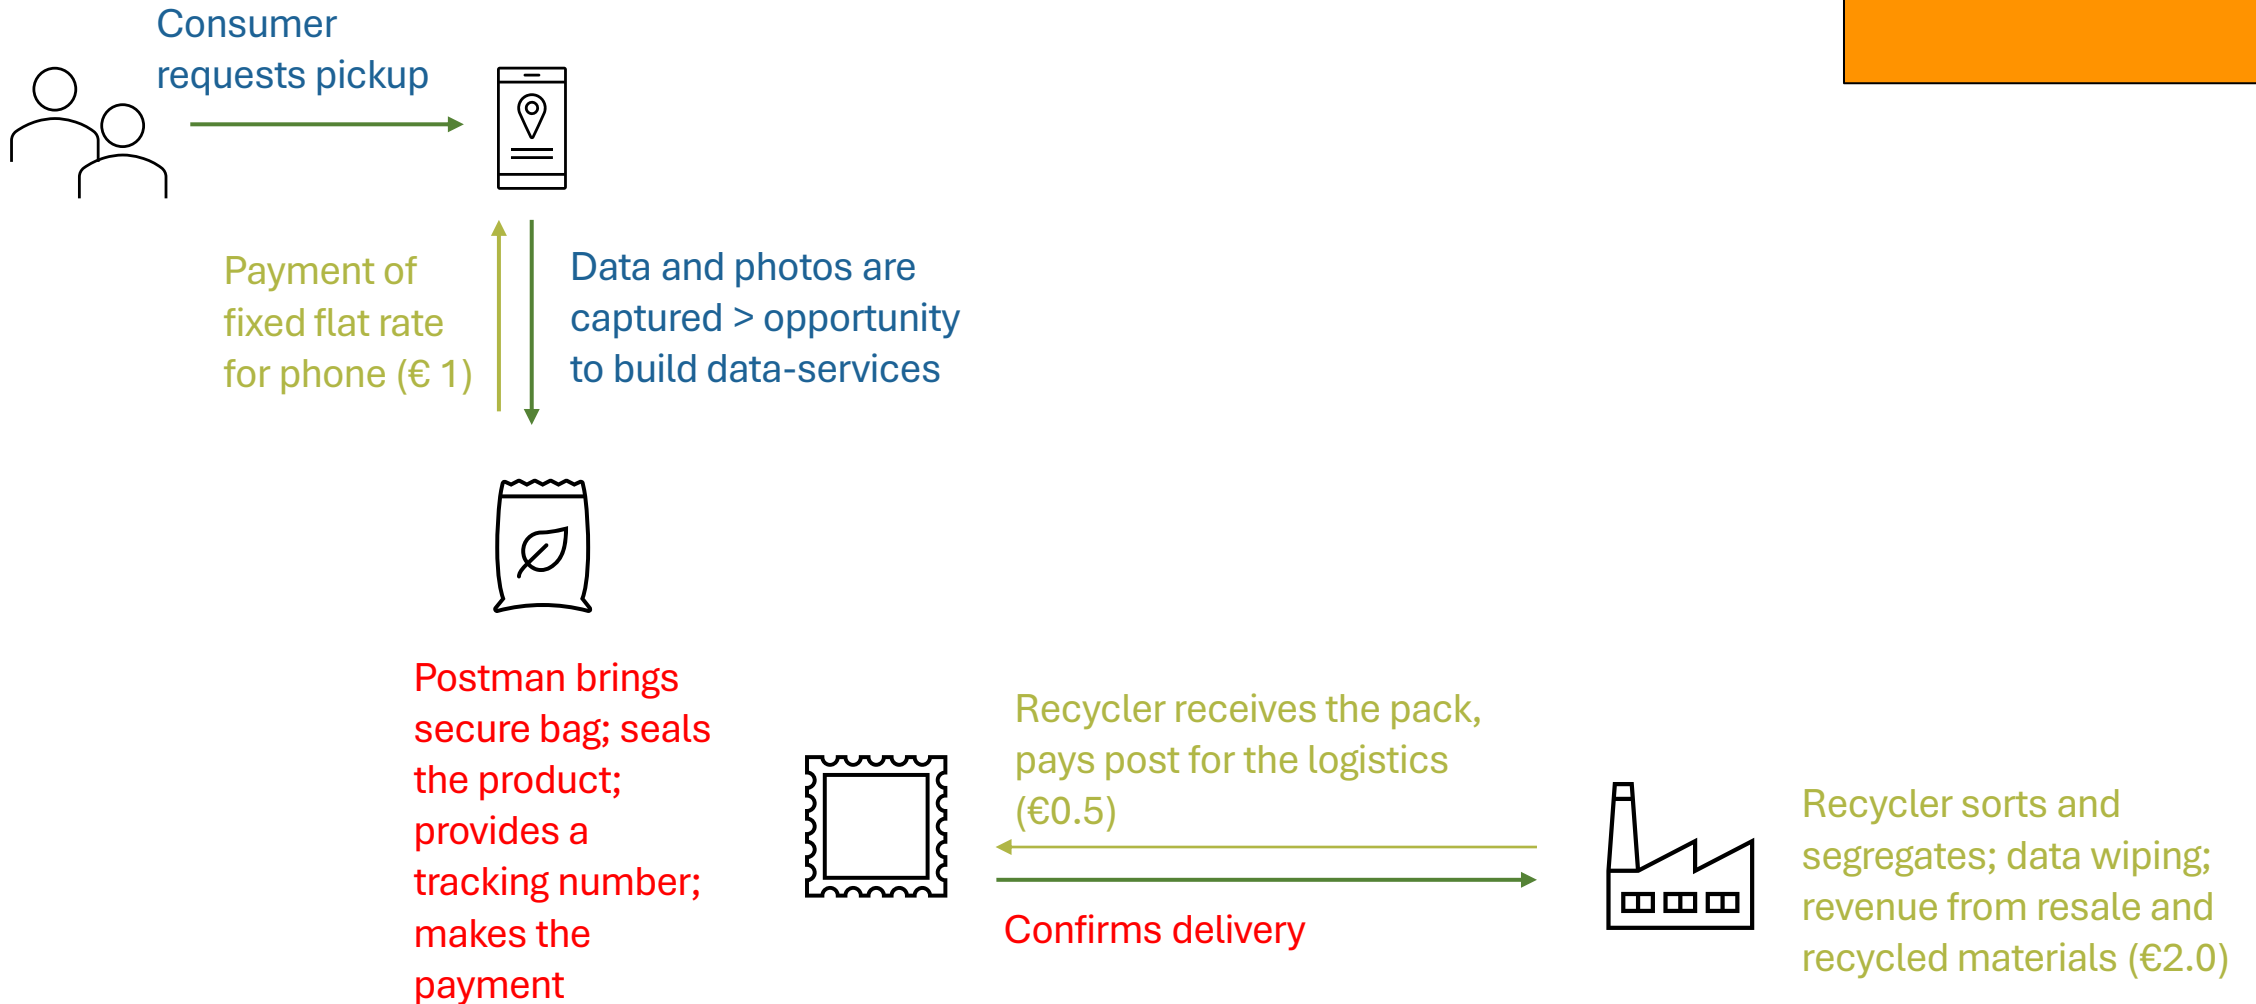 Consumer
requests pickup
Payment of
fixed flat rate
for phone (€ 1)
Data and photos are
captured > opportunity
to build data-services
Postman brings
secure bag; seals
the product;
provides a
tracking number;
makes the
payment
Recycler receives the pack,
pays post for the logistics
(€0.5)
Confirms delivery
Recycler sorts and
segregates; data wiping;
revenue from resale and
recycled materials (€2.0)